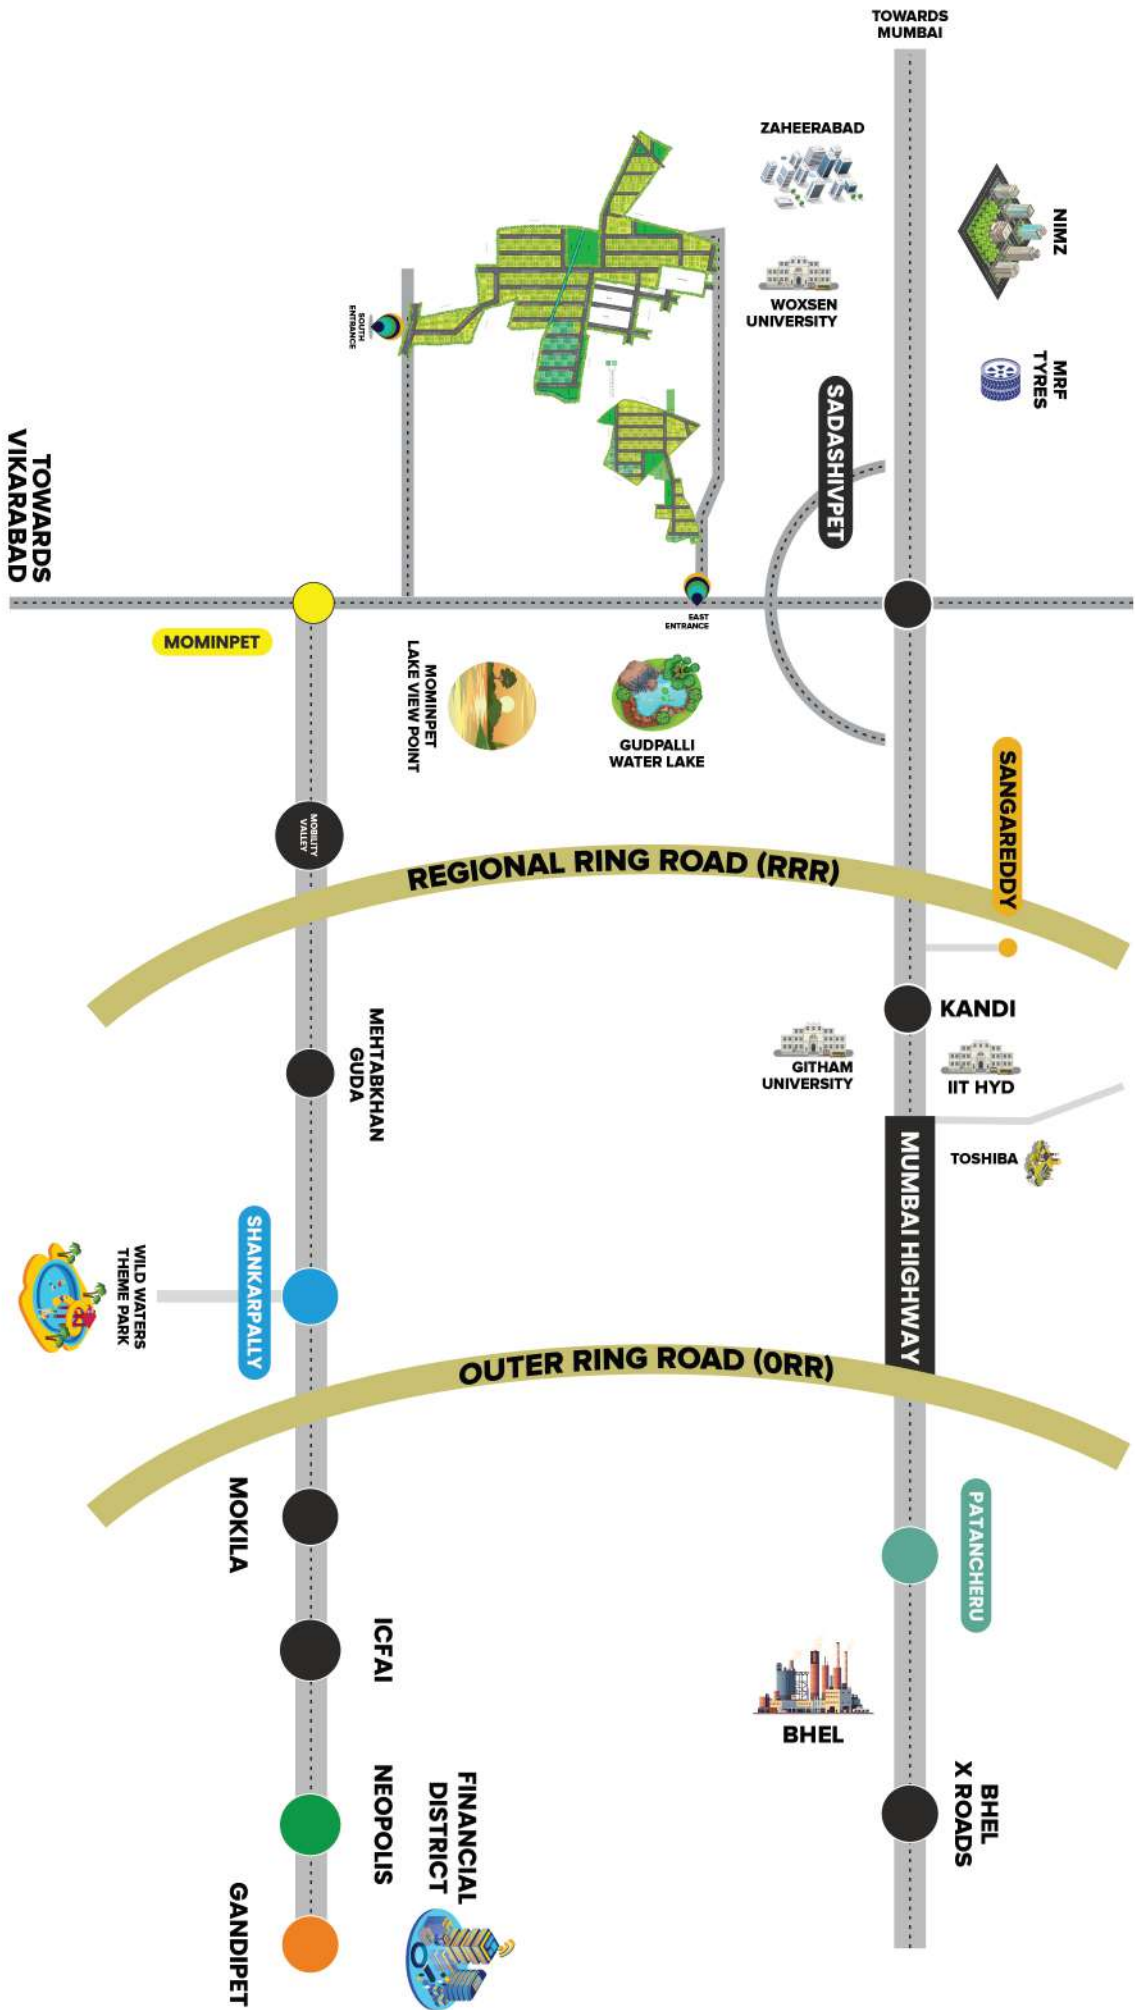 TOWARDS
MUMBAI
ZAHEERABAD
NIMZ
WOXSEN
UNIVERSITY
MRF
TYRES
SOUTH
ENTRANCE
SADASHIVPET
TOWARDS
VIKARABAD
EAST
ENTRANCE
MOMINPET
MOMINPET
LAKE VIEW POINT
GUDPALLI
WATER LAKE
SANGAREDDY
MOBILITY
VALLEY
REGIONAL RING ROAD (RRR)
KANDI
MEHTABKHAN
GUDA
GITHAM
UNIVERSITY
IIT HYD
TOSHIBA
MUMBAI HIGHWAY
SHANKARPALLY
WILD WATERS
THEME PARK
OUTER RING ROAD (0RR)
MOKILA
PATANCHERU
ICFAI
BHEL
BHEL
X ROADS
NEOPOLIS
FINANCIAL
DISTRICT
GANDIPET